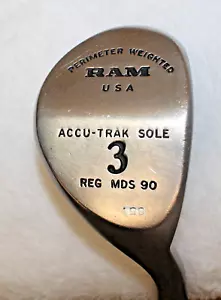 PERIMETER WEIGHTED
RAM
USA
ACCU-TRAK SOLE
3
REG MDS 90